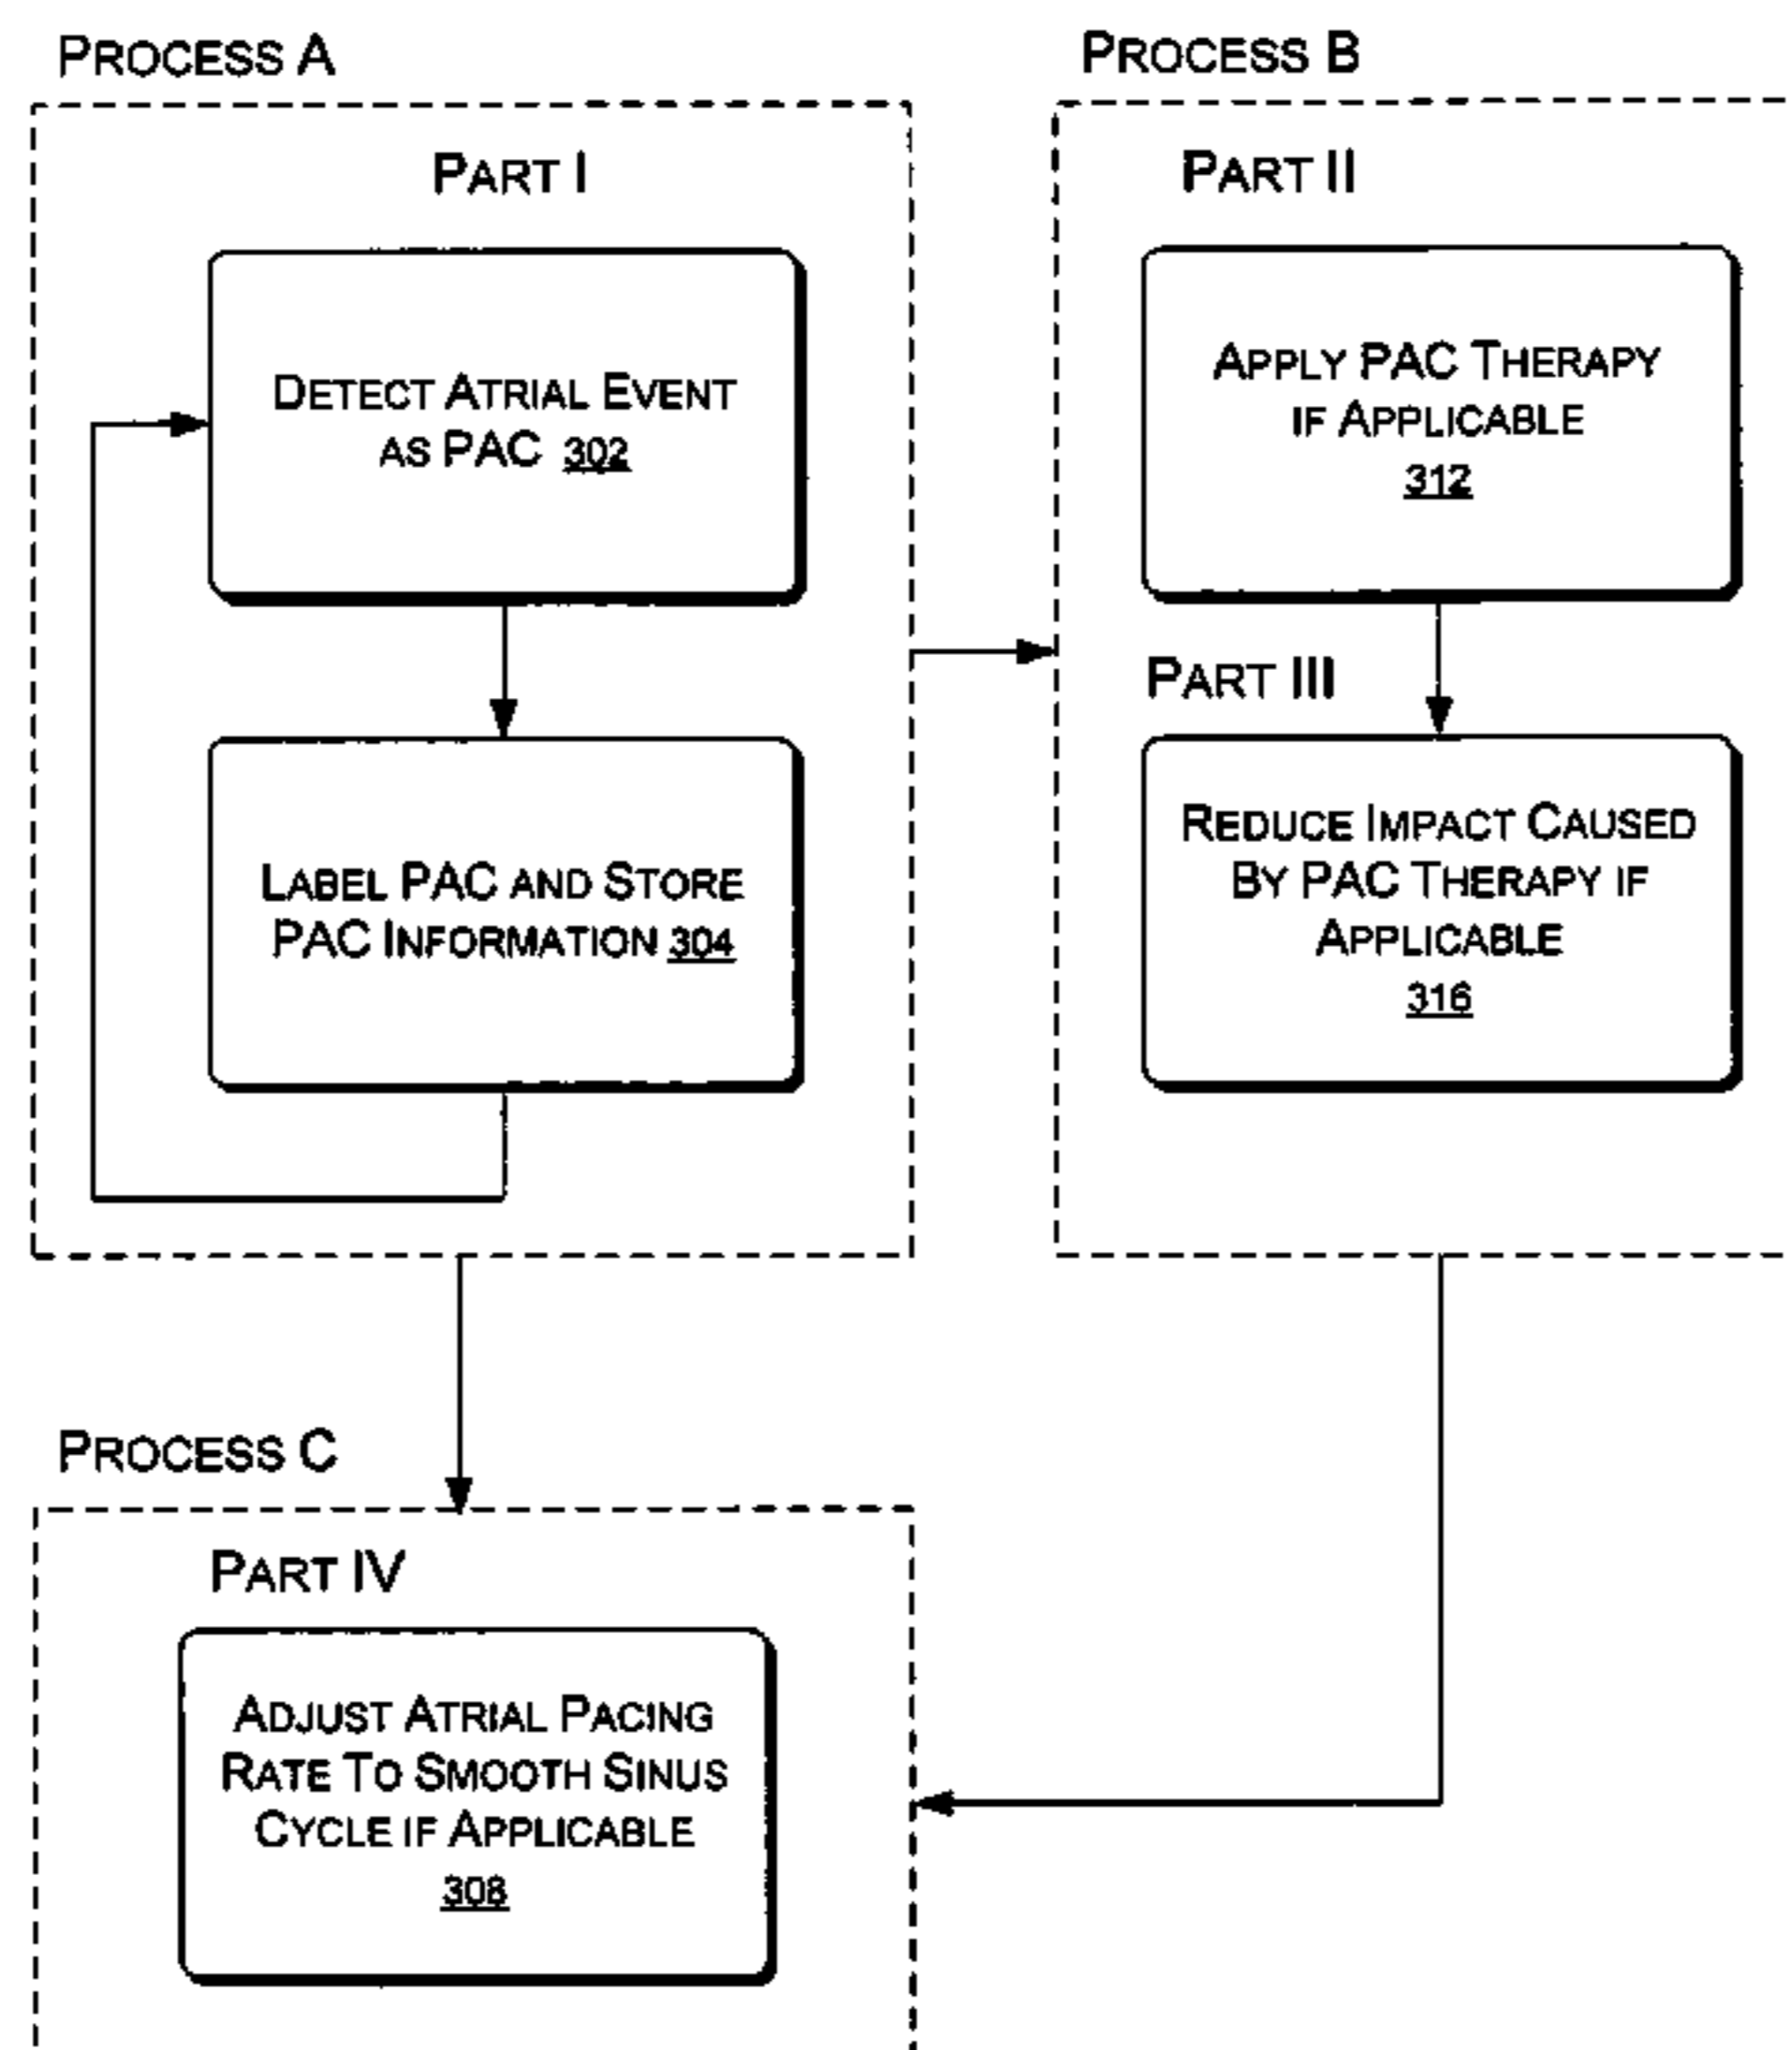 PROCESS A
PART I
DETECT ATRIAL EVENT
AS PAC 302
LABEL PAC AND STORE
PAC INFORMATION 304
PROCESS B
PART II
APPLY PAC THERAPY
IF APPLICABLE
312
PART III
REDUCE IMPACT CAUSED
BY PAC THERAPY IF
APPLICABLE
316
PROCESS C
PART IV
ADJUST ATRIAL PACING
RATE TO SMOOTH SINUS
CYCLE IF APPLICABLE
308